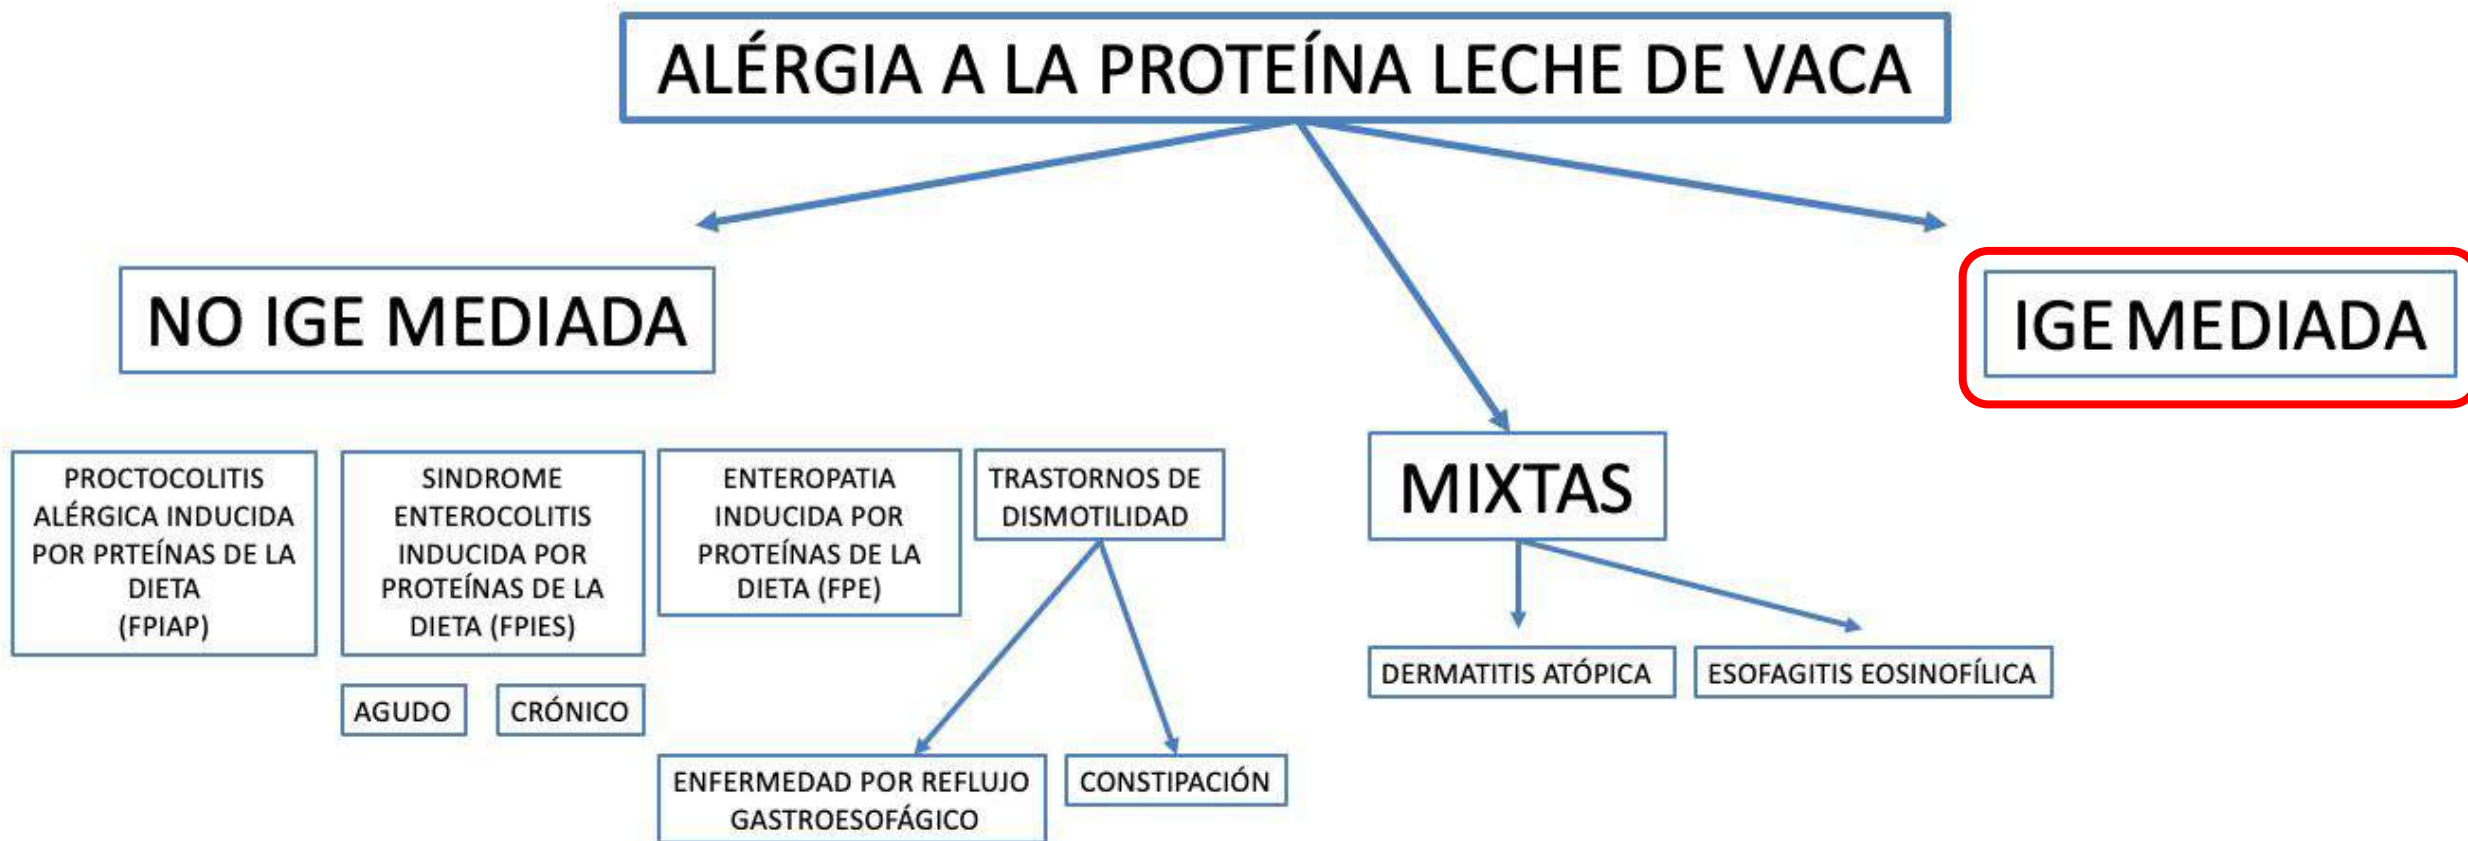 ALÉRGIA A LA PROTEÍNA LECHE DE VACA
NO IGE MEDIADA
IGE MEDIADA
MIXTAS
PROCTOCOLITIS
ALÉRGICA INDUCIDA
POR PRTEÍNAS DE LA
DIETA
(FPIAP)
SINDROME
ENTEROCOLITIS
INDUCIDA POR
PROTEÍNAS DE LA
DIETA (FPIES)
ENTEROPATIA
INDUCIDA POR
PROTEÍNAS DE LA
DIETA (FPE)
TRASTORNOS DE
DISMOTILIDAD
AGUDO
CRÓNICO
DERMATITIS ATÓPICA
ESOFAGITIS EOSINOFÍLICA
ENFERMEDAD POR REFLUJO
GASTROESOFÁGICO
CONSTIPACIÓN